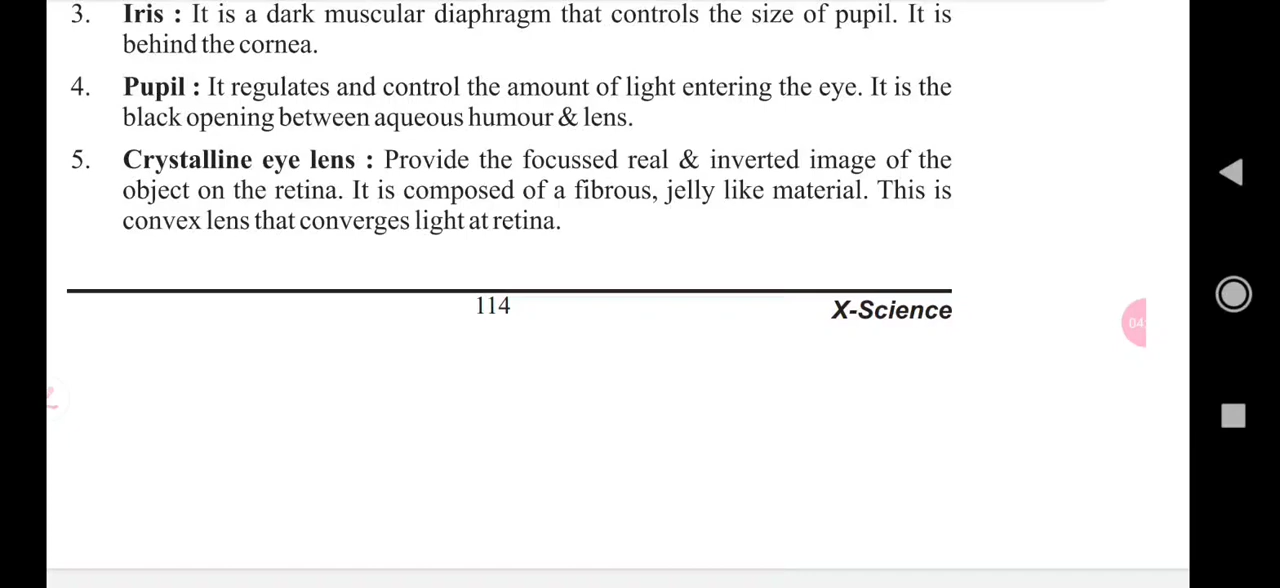 3. Iris : It is a dark muscular diaphragm that controls the size of pupil. It is
behind the cornea.
4. Pupil : It regulates and control the amount of light entering the eye. It is the
black opening between aqueous humour & lens.
5. Crystalline eye lens : Provide the focussed real & inverted image of the
object on the retina. It is composed of a fibrous, jelly like material. This is
convex lens that converges light at retina.
114
X-Science
04